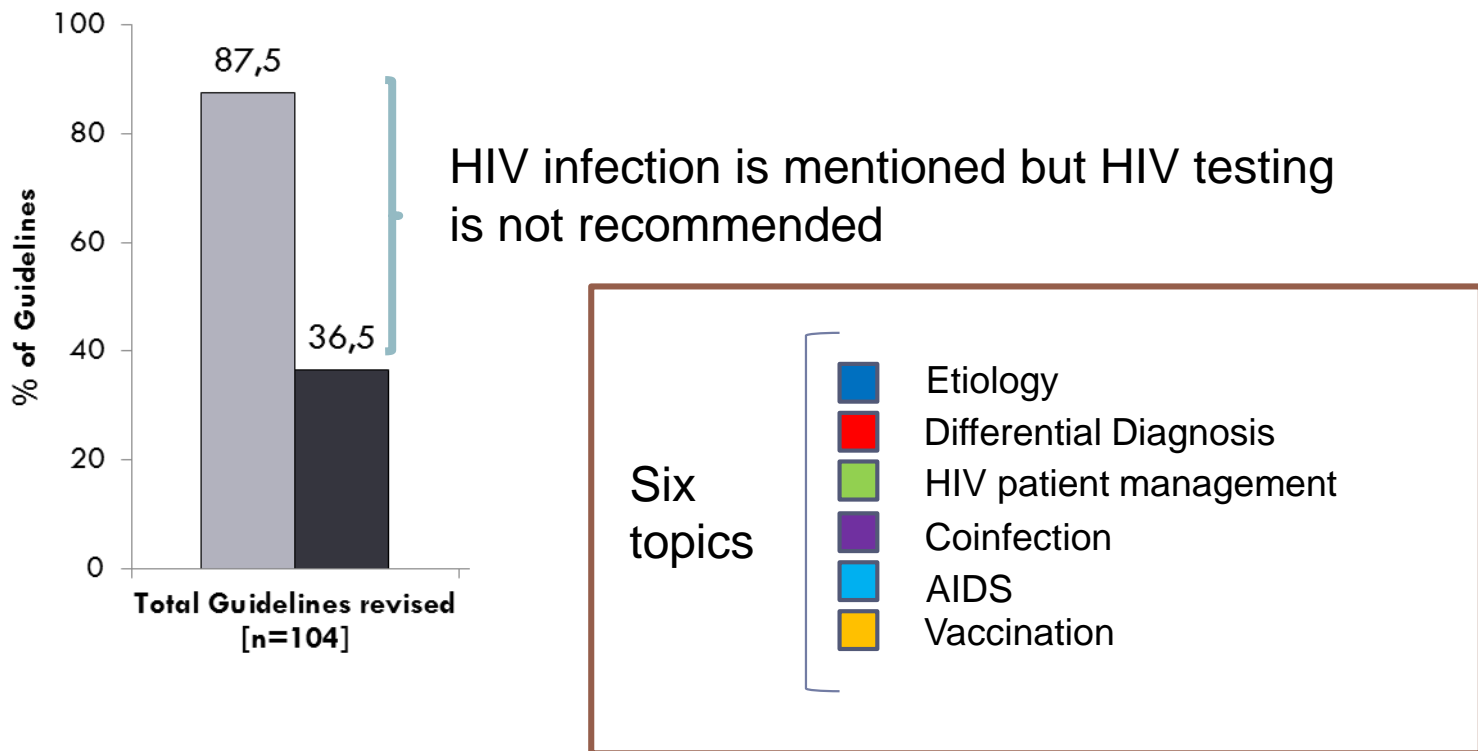 % of Guidelines
100
80
60
40
20
0
87,5
36,5
Total Guidelines revised
[n=104]
HIV infection is mentioned but HIV testing
is not recommended
Six
topics
Etiology
Differential Diagnosis
HIV patient management
Coinfection
AIDS
Vaccination